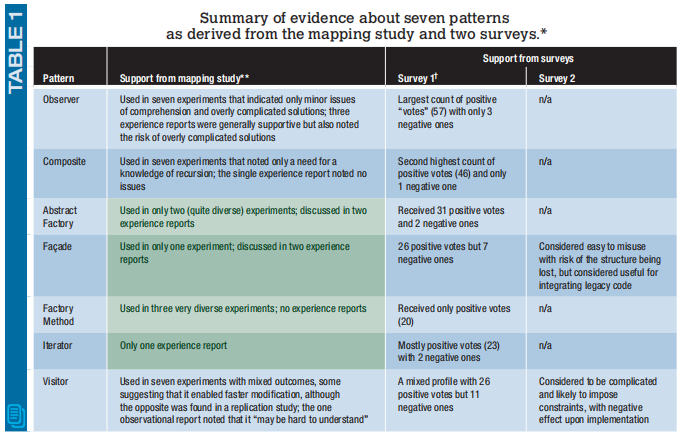 TABLE 1
Summary of evidence about seven patterns
as derived from the mapping study and two surveys.*
Support from surveys
Pattern
Support from mapping study**
Survey 1†
Survey 2
Observer
Used in seven experiments that indicated only minor issues
of comprehension and overly complicated solutions; three
experience reports were generally supportive but also noted
the risk of overly complicated solutions
Largest count of positive
“votes” (57) with only 3
negative ones
n/a
Composite
Used in seven experiments that noted only a need for a
knowledge of recursion; the single experience report noted no
issues
Second highest count of
positive votes (46) and only
1 negative one
n/a
Abstract
Factory
Used in only two (quite diverse) experiments; discussed in two
experience reports
Received 31 positive votes
and 2 negative ones
n/a
Façade
Used in only one experiment; discussed in two experience
reports
26 positive votes but 7
negative ones
Considered easy to misuse
with risk of the structure being
lost, but considered useful for
integrating legacy code
Factory
Method
Used in three very diverse experiments; no experience reports
Received only positive votes
(20)
n/a
Iterator
Only one experience report
Mostly positive votes (23)
with 2 negative ones
n/a
Visitor
Used in seven experiments with mixed outcomes, some
suggesting that it enabled faster modification, although
the opposite was found in a replication study; the one
observational report noted that it “may be hard to understand”
A mixed profile with 26
positive votes but 11
negative ones
Considered to be complicated
and likely to impose
constraints, with negative
effect upon implementation